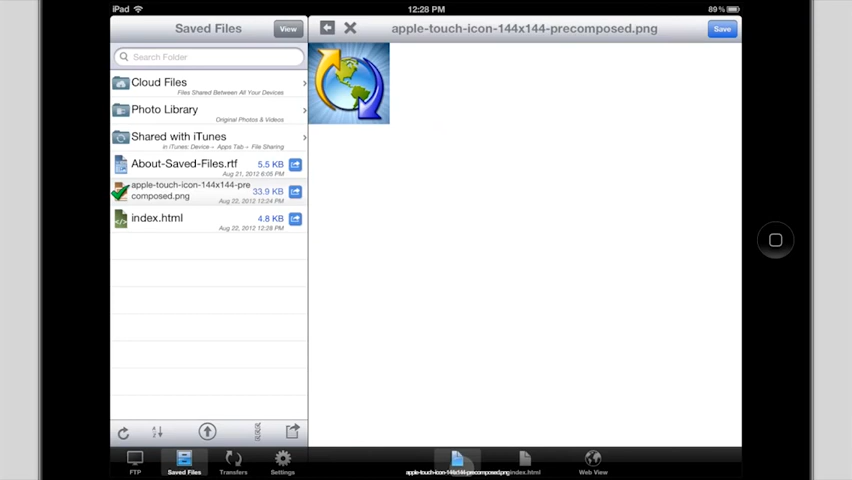 iPad
12:28 PM
89 %
Saved Files
View
apple-touch-icon-144x144-precomposed.png
Save
Search Folder
Cloud Files
Files Shared Between All Your Devices
Photo Library
Original Photos & Videos
Shared with iTunes
in iTunes: Device→ Apps Tab→ File Sharing
About-Saved-Files.rtf
5.5 KB
Aug 21, 2012 6:05 PM
apple-touch-icon-144x144-pre
composed.png
33.9 KB
Aug 22, 2012 12:24 PM
index.html
4.8 KB
Aug 22, 2012 12:28 PM
FTP
Saved Files
Transfers
Settings
apple-touch-icon-144x144-precomposed.png
index.html
Web View